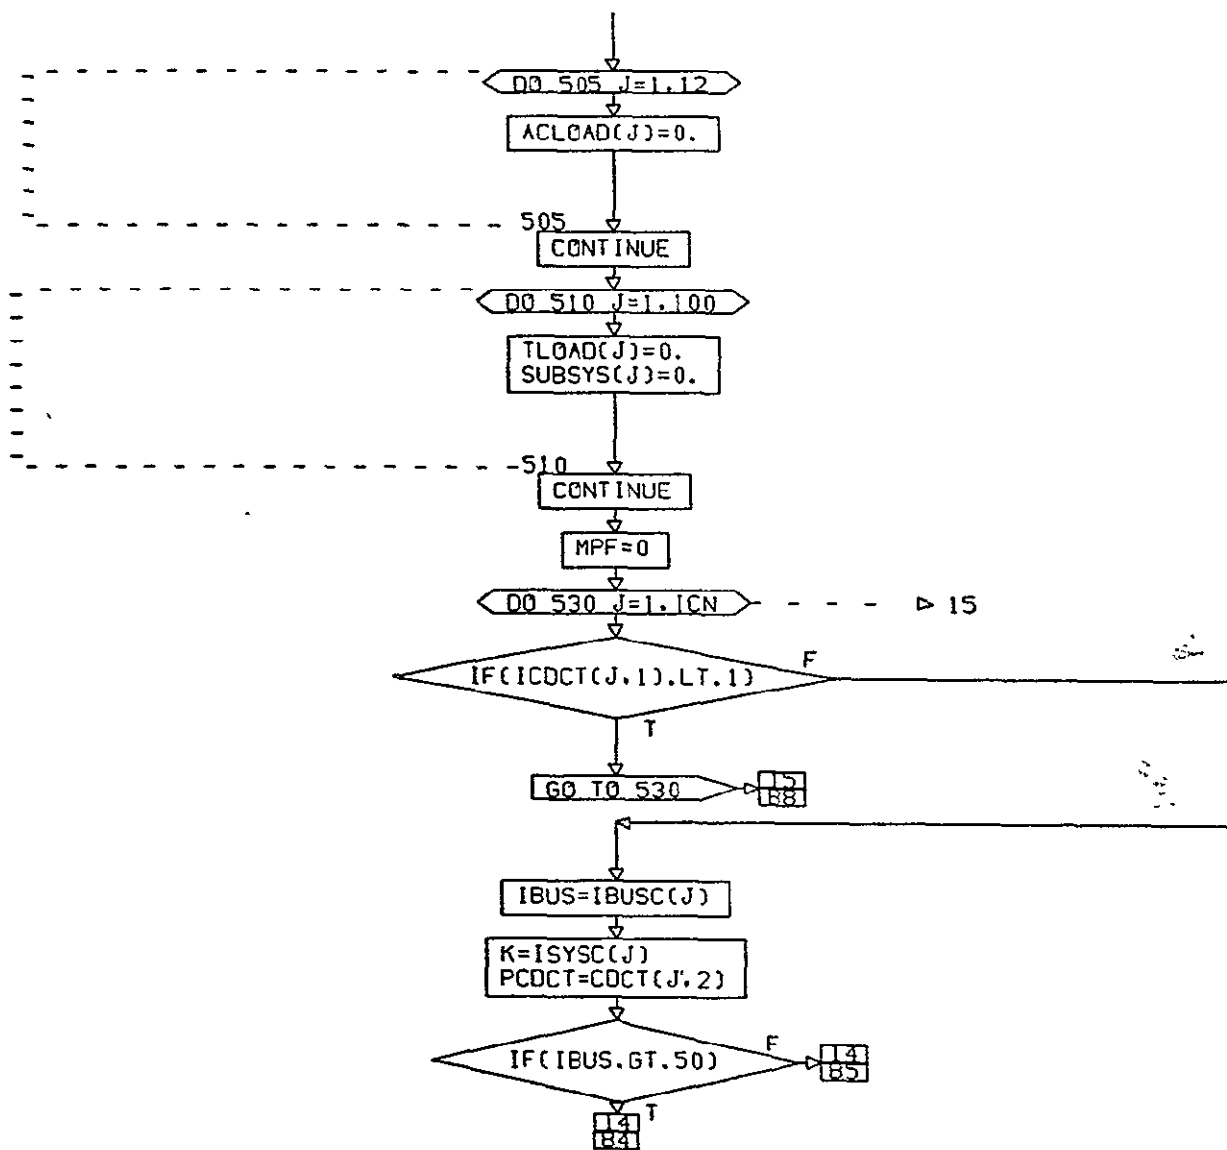 DO 505 J=1,12
ACLOAD(J)=0.
505
CONTINUE
DO 510 J=1,100
TLOAD(J)=0.
SUBSYS(J)=0.
510
CONTINUE
MPF=0
DO 530 J=1,ICN
15
IF(ICDCT(J,1).LT.1)
F
T
GO TO 530
15
B8
IBUS=IBUSC(J)
K=ISYSC(J)
PCDCT=CDCT(J,2)
IF(IBUS.GT.50)
F
14
B5
T
14
B4